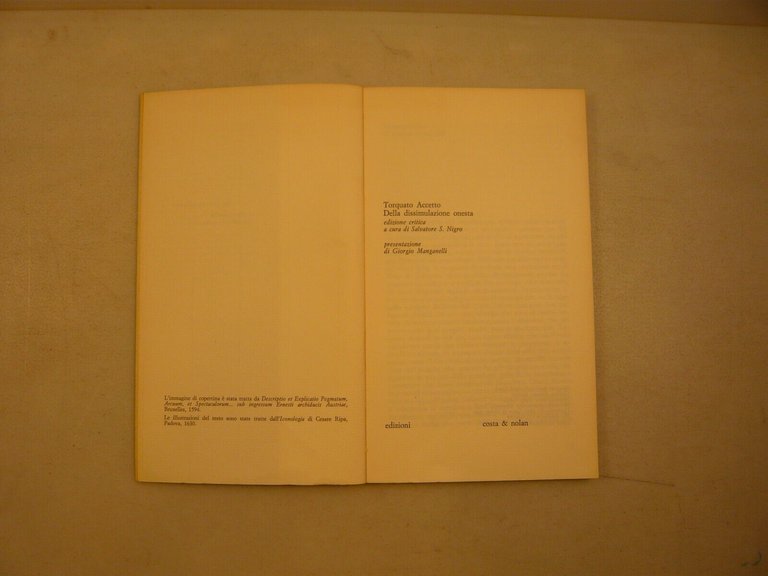 L'immagine di copertina è stata tratta da Descriptio et Explicatio Pegmatum,
Arcuum, et Spectaculorum... sub ingressum Ernesti archiducis Austriae,
Bruxelles, 1594.
Le illustrazioni del testo sono state tratte dall'Iconologia di Cesare Ripa,
Padova, 1630.
Torquato Accetto
Della dissimulazione onesta
edizione critica
a cura di Salvatore S. Nigro
presentazione
di Giorgio Manganelli
edizioni costa & nolan